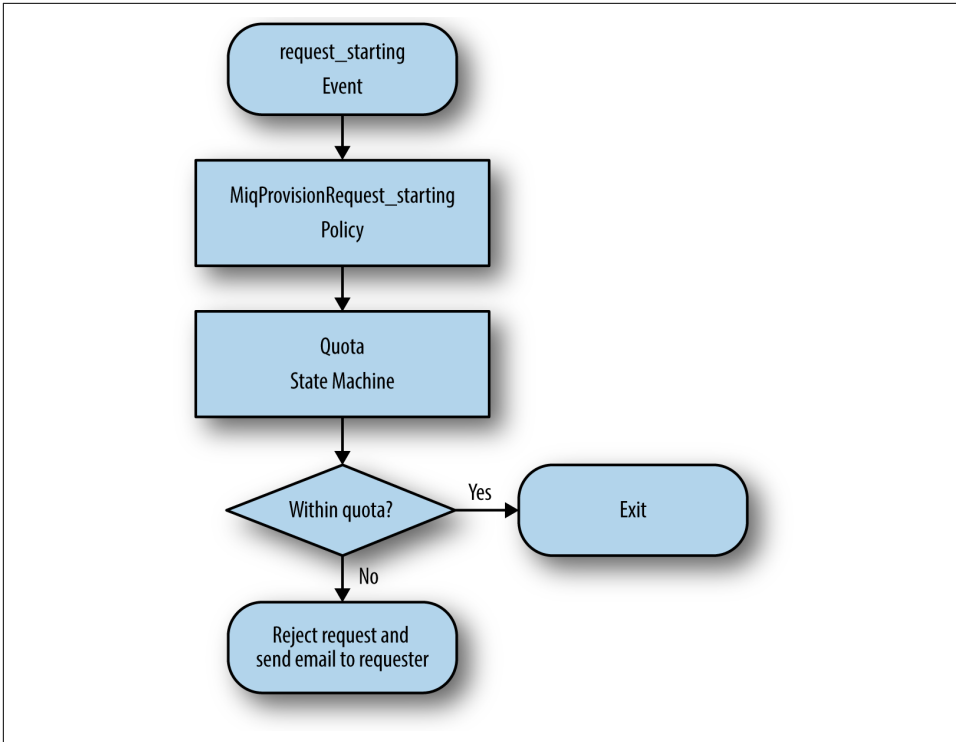 request_starting
Event
MiqProvisionRequest_starting
Policy
Quota
State Machine
Within quota?
Yes
Exit
No
Reject request and
send email to requester